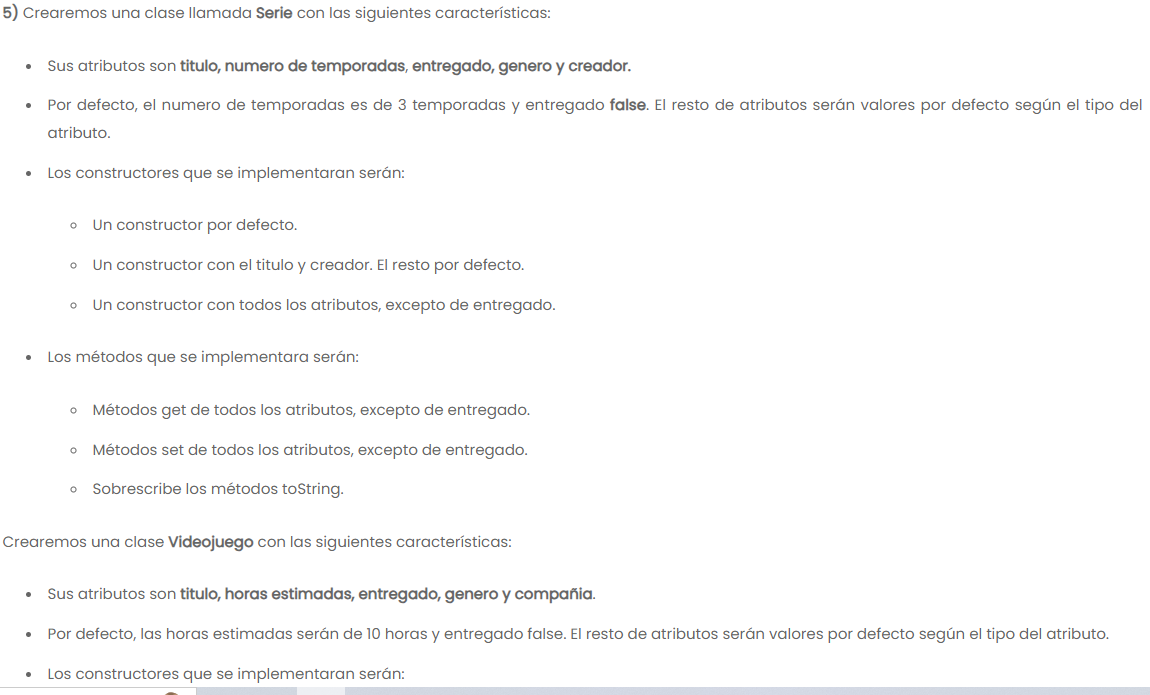 5) Crearemos una clase llamada Serie con las siguientes características:
• Sus atributos son titulo, numero de temporadas, entregado, genero y creador.
• Por defecto, el numero de temporadas es de 3 temporadas y entregado false. El resto de atributos serán valores por defecto según el tipo del
atributo.
• Los constructores que se implementaran serán:
○ Un constructor por defecto.
○ Un constructor con el titulo y creador. El resto por defecto.
○ Un constructor con todos los atributos, excepto de entregado.
• Los métodos que se implementara serán:
○ Métodos get de todos los atributos, excepto de entregado.
○ Métodos set de todos los atributos, excepto de entregado.
○ Sobrescribe los métodos toString.
Crearemos una clase Videojuego con las siguientes características:
• Sus atributos son titulo, horas estimadas, entregado, genero y compañia.
• Por defecto, las horas estimadas serán de 10 horas y entregado false. El resto de atributos serán valores por defecto según el tipo del atributo.
• Los constructores que se implementaran serán: